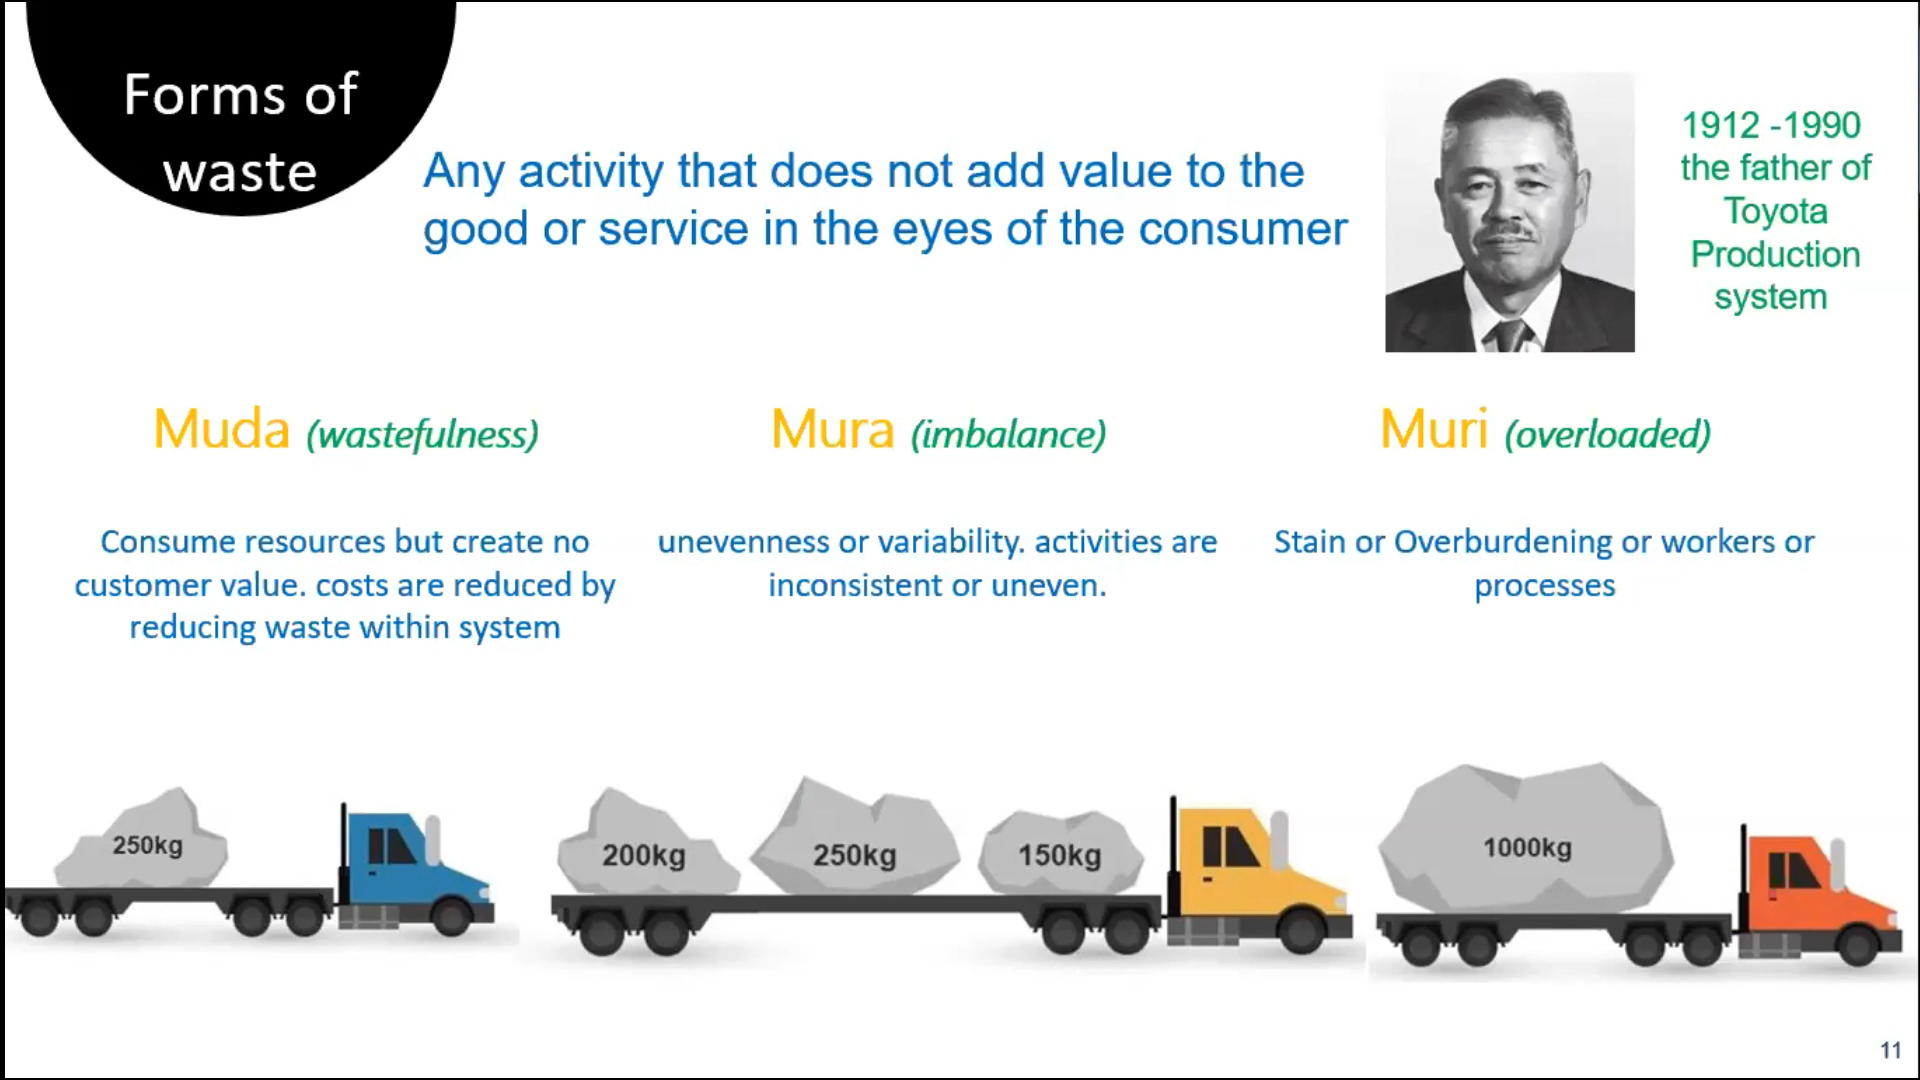 Forms of
waste
Any activity that does not add value to the
good or service in the eyes of the consumer
1912 -1990
the father of
Toyota
Production
system
Muda (wastefulness)
Consume resources but create no
customer value. costs are reduced by
reducing waste within system
Mura (imbalance)
unevenness or variability. activities are
inconsistent or uneven.
Muri (overloaded)
Stain or Overburdening or workers or
processes
250kg
200kg
250kg
150kg
1000kg
11